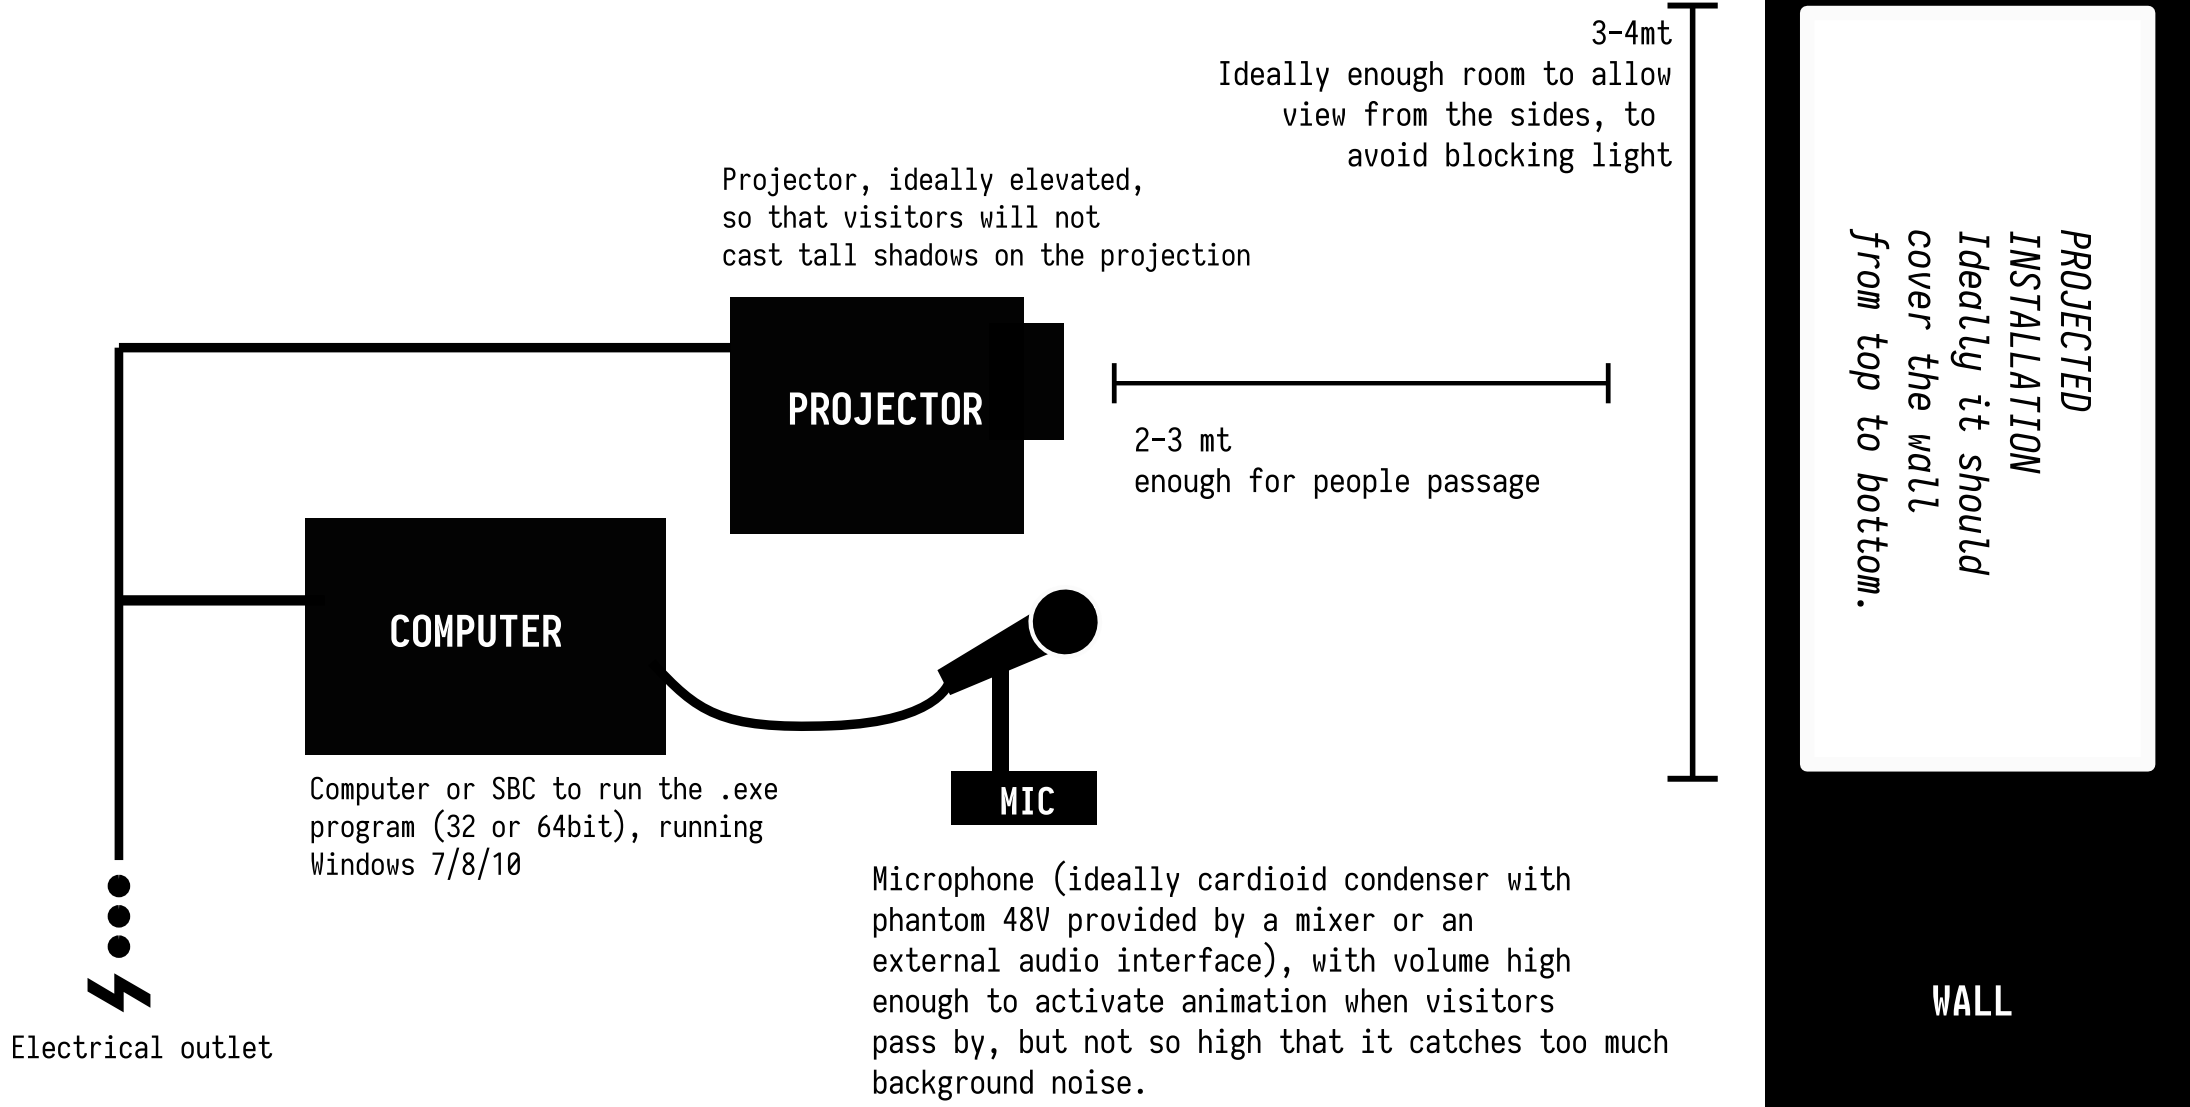 3-4mt
Ideally enough room to allow
view from the sides, to
avoid blocking light
Projector, ideally elevated,
so that visitors will not
cast tall shadows on the projection
PROJECTOR
2-3 mt
enough for people passage
PROJECTED
INSTALLATION
Ideally it should
cover the wall
from top to bottom.
COMPUTER
Computer or SBC to run the .exe
program (32 or 64bit), running
Windows 7/8/10
MIC
Microphone (ideally cardioid condenser with
phantom 48V provided by a mixer or an
external audio interface), with volume high
enough to activate animation when visitors
pass by, but not so high that it catches too much
background noise.
WALL
Electrical outlet